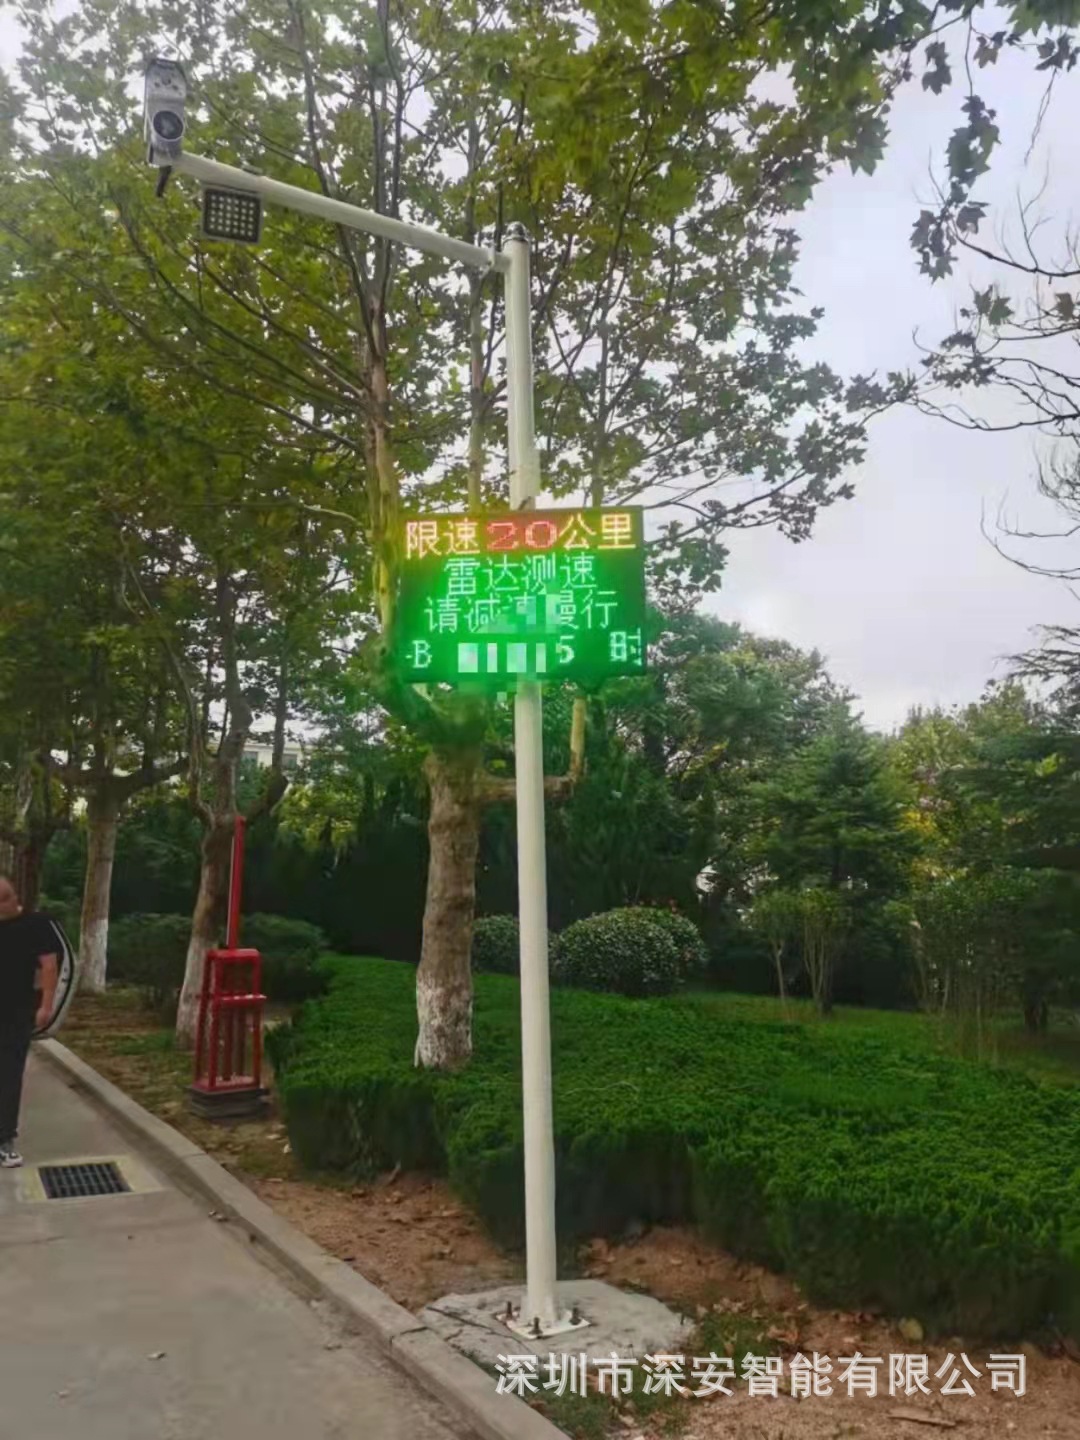 限速20公里
雷达测速
请减速慢行
-B 5 时
深圳市深安智能有限公司